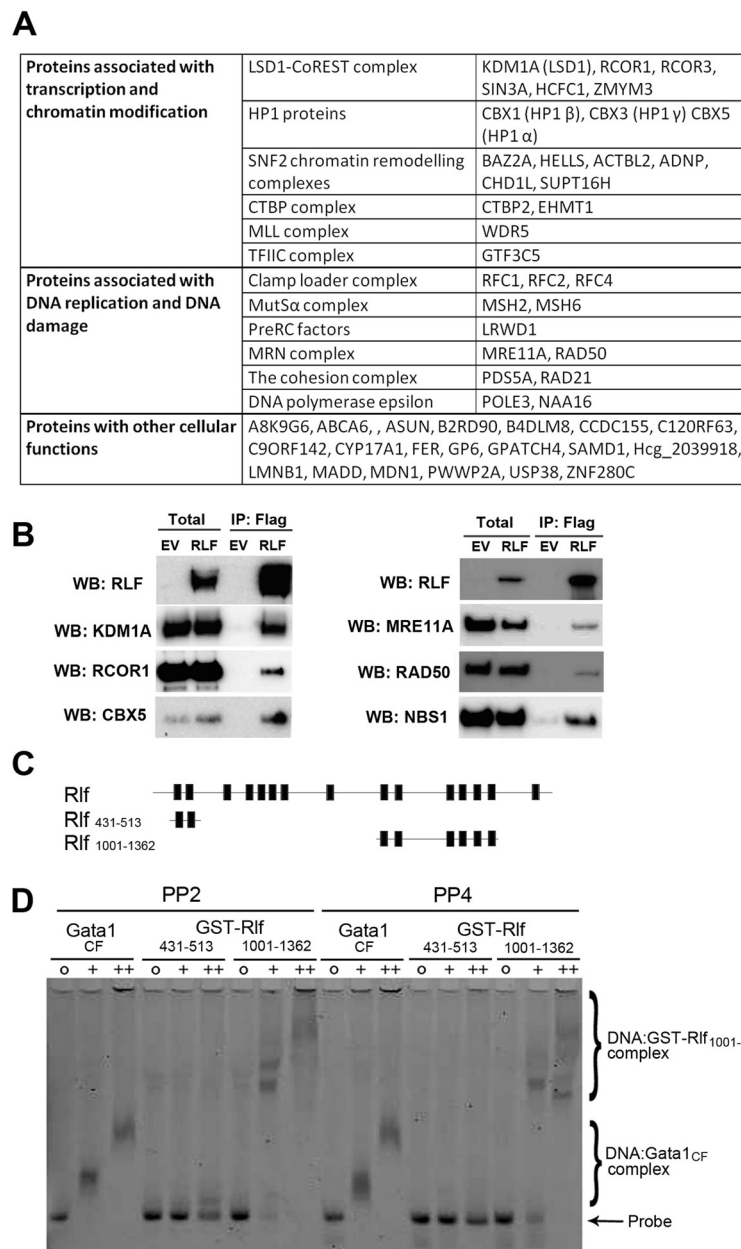 A
Proteins associated with
transcription and
chromatin modification
LSD1-CoREST complex
KDM1A (LSD1), RCOR1, RCOR3,
SIN3A, HCFC1, ZMYM3
HP1 proteins
CBX1 (HP1 β), CBX3 (HP1 γ) CBX5
(HP1 α)
SNF2 chromatin remodelling
complexes
BAZ2A, HELLS, ACTBL2, ADNP,
CHD1L, SUPT16H
CTBP complex
CTBP2, EHMT1
MLL complex
WDR5
TFIIC complex
GTF3C5
Proteins associated with
DNA replication and DNA
damage
Clamp loader complex
RFC1, RFC2, RFC4
MutSα complex
MSH2, MSH6
PreRC factors
LRWD1
MRN complex
MRE11A, RAD50
The cohesion complex
PDS5A, RAD21
DNA polymerase epsilon
POLE3, NAA16
Proteins with other cellular
functions
A8K9G6, ABCA6, , ASUN, B2RD90, B4DLM8, CCDC155, C120RF63,
C9ORF142, CYP17A1, FER, GP6, GPATCH4, SAMD1, Hcg_2039918,
LMNB1, MADD, MDN1, PWWP2A, USP38, ZNF280C
B
Total IP: Flag
EV RLF EV RLF
WB: RLF
WB: KDM1A
WB: RCOR1
WB: CBX5
Total IP: Flag
EV RLF EV RLF
WB: RLF
WB: MRE11A
WB: RAD50
WB: NBS1
C
Rlf
Rlf 431-513
Rlf 1001-1362
D
PP2 PP4
Gata1 GST-Rlf Gata1 GST-Rlf
CF 431-513 1001-1362 CF 431-513 1001-1362
o + ++ o + ++ o + ++ o + ++ o + ++ o + ++
DNA:GST-Rlf1001-
complex
DNA:Gata1CF
complex
Probe